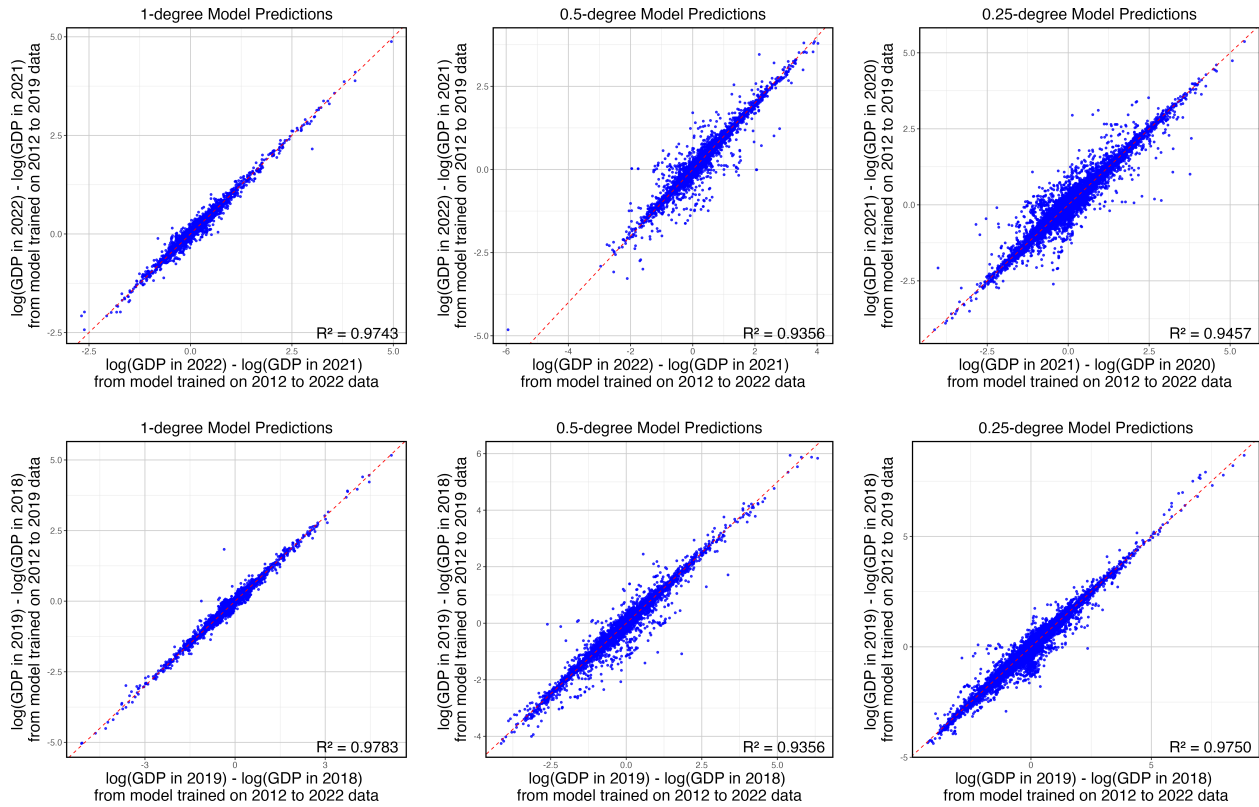 1-degree Model Predictions
log(GDP in 2022) - log(GDP in 2021)
from model trained on 2012 to 2019 data
5.0
2.5
0.0
-2.5
R² = 0.9743
-2.5 0.0 2.5 5.0
log(GDP in 2022) - log(GDP in 2021)
from model trained on 2012 to 2022 data
0.5-degree Model Predictions
log(GDP in 2022) - log(GDP in 2021)
from model trained on 2012 to 2019 data
2.5
0.0
-2.5
-5.0
R² = 0.9356
-6 -4 -2 0 2 4
log(GDP in 2022) - log(GDP in 2021)
from model trained on 2012 to 2022 data
0.25-degree Model Predictions
log(GDP in 2021) - log(GDP in 2020)
from model trained on 2012 to 2019 data
5.0
2.5
0.0
-2.5
R² = 0.9457
-2.5 0.0 2.5 5.0
log(GDP in 2021) - log(GDP in 2020)
from model trained on 2012 to 2022 data
1-degree Model Predictions
log(GDP in 2019) - log(GDP in 2018)
from model trained on 2012 to 2019 data
5.0
2.5
0.0
-2.5
-5.0
R² = 0.9783
-3 0 3
log(GDP in 2019) - log(GDP in 2018)
from model trained on 2012 to 2022 data
0.5-degree Model Predictions
log(GDP in 2019) - log(GDP in 2018)
from model trained on 2012 to 2019 data
6
4
2
0
-2
-4
R² = 0.9356
-2.5 0.0 2.5 5.0
log(GDP in 2019) - log(GDP in 2018)
from model trained on 2012 to 2022 data
0.25-degree Model Predictions
log(GDP in 2019) - log(GDP in 2018)
from model trained on 2012 to 2019 data
5
0
-5
R² = 0.9750
0 5
log(GDP in 2019) - log(GDP in 2018)
from model trained on 2012 to 2022 data